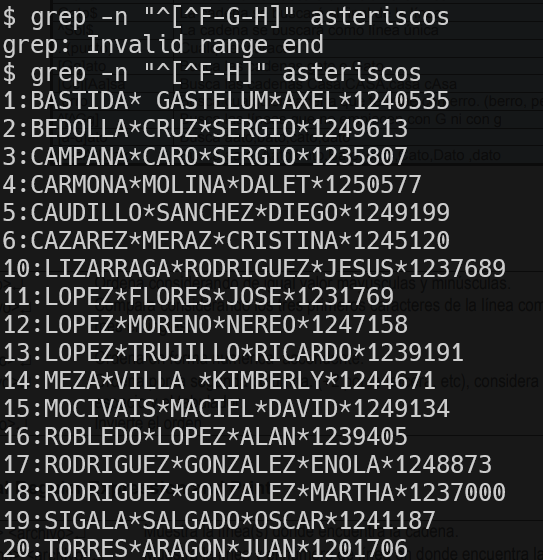 $ grep -n "^[^F-G-H]" asteriscos
grep: Invalid range end
$ grep -n "^[^F-H]" asteriscos
1:BASTIDA* GASTELUM*AXEL*1240535
2:BEDOLLA*CRUZ*SERGIO*1249613
3:CAMPANA*CARO*SERGIO*1235807
4:CARMONA*MOLINA*DALET*1250577
5:CAUDILLO*SANCHEZ*DIEGO*1249199
6:CAZAREZ*MERAZ*CRISTINA*1245120
10:LIZARRAGA*RODRIGUEZ*JESUS*1237689
11:LOPEZ*FLORES*JOSE*1231769
12:LOPEZ*MORENO*NEREO*1247158
13:LOPEZ*TRUJILLO*RICARDO*1239191
14:MEZA*VILLA *KIMBERLY*1244671
15:MOCIVAIS*MACIEL*DAVID*1249134
16:ROBLEDO*LOPEZ*ALAN*1239405
17:RODRIGUEZ*GONZALEZ*ENOLA*1248873
18:RODRIGUEZ*GONZALEZ*MARTHA*1237000
19:SIGALA*SALGADO*OSCAR*1241187
20:TORRES*ARAGON*JUAN*1201706